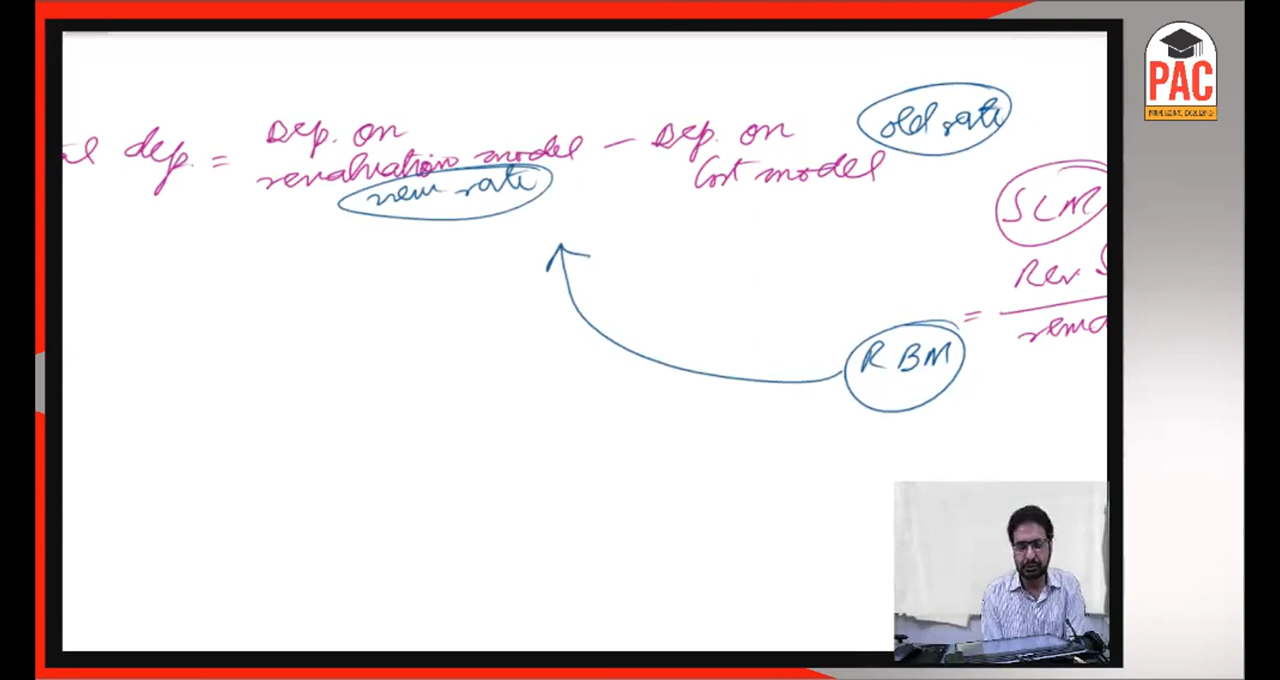 dep. = Dep. on revaluation model - Dep. on Cost model
new rate
old rate
SLM
Rev. S
=
RBM
PAC